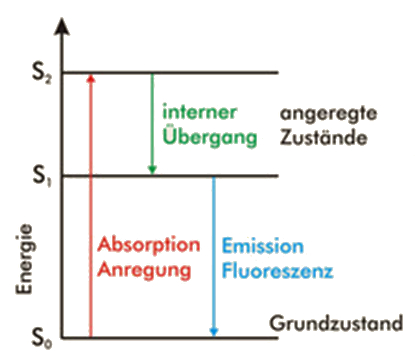 S₂
interner
Übergang
angeregte
Zustände
S₁
Energie
Absorption
Anregung
Emission
Fluoreszenz
Grundzustand
S₀